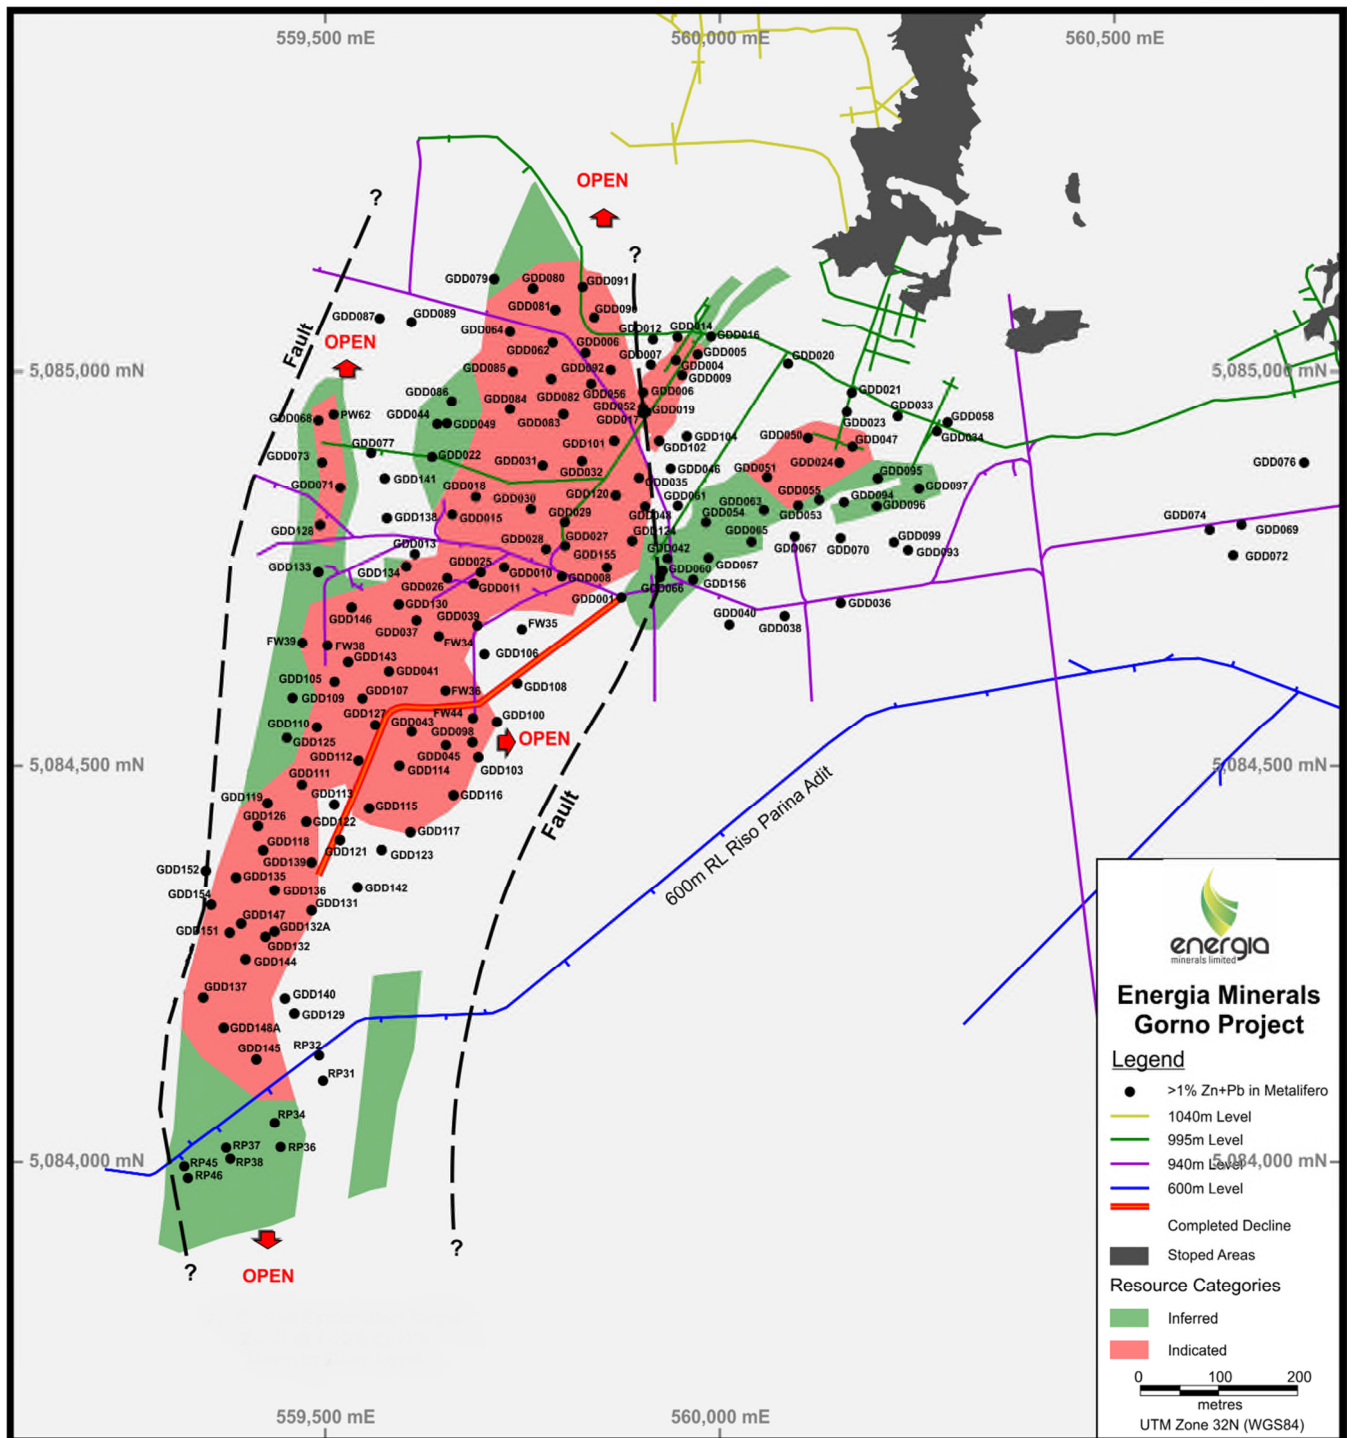 559,500 mE
560,000 mE
560,500 mE
OPEN
?
?
GDD079
GDD080
GDD091
GDD081
GDD090
GDD087
GDD089
GDD064
GDD012
GDD014
GDD016
Fault
OPEN
GDD062
GDD006
GDD007
GDD005
GDD020
5,085,000 mN
5,085,000 mN
GDD085
GDD092
GDD004
GDD009
GDD086
GDD084
GDD082
GDD056
GDD006
GDD021
GDD068
PW62
GDD044
GDD049
GDD083
GDD052
GDD017
GDD019
GDD023
GDD033
GDD058
GDD034
GDD077
GDD101
GDD104
GDD102
GDD050
GDD047
GDD073
GDD022
GDD031
GDD032
GDD046
GDD024
GDD076
GDD071
GDD141
GDD018
GDD030
GDD120
GDD035
GDD051
GDD095
GDD061
GDD063
GDD055
GDD094
GDD097
GDD128
GDD138
GDD015
GDD029
GDD048
GDD054
GDD053
GDD096
GDD074
GDD069
GDD013
GDD028
GDD027
GDD124
GDD065
GDD067
GDD070
GDD099
GDD093
GDD072
GDD133
GDD134
GDD025
GDD155
GDD042
GDD057
GDD026
GDD011
GDD010
GDD008
GDD060
GDD066
GDD156
GDD130
GDD001
GDD036
GDD146
GDD037
GDD039
FW35
GDD040
GDD038
FW39
FW38
FW34
GDD143
GDD106
GDD105
GDD041
GDD109
GDD107
FW36
GDD108
GDD110
GDD127
GDD043
FW44
GDD100
GDD125
GDD098
OPEN
GDD112
GDD045
GDD103
5,084,500 mN
5,084,500 mN
GDD111
GDD114
GDD119
GDD113
GDD115
GDD116
Fault
600m RL Riso Parina Adit
GDD126
GDD122
GDD117
GDD118
GDD121
GDD123
GDD139
GDD152
GDD135
GDD136
GDD142
GDD154
GDD131
GDD147
GDD151
GDD132A
GDD132
GDD144
GDD137
GDD140
GDD129
GDD148A
GDD145
RP32
RP31
RP34
RP37
RP36
RP45
RP38
RP46
5,084,000 mN
5,084,000 mN
?
?
OPEN
energia
minerals limited
Energia Minerals
Gorno Project
Legend
>1% Zn+Pb in Metalifero
1040m Level
995m Level
940m Level
600m Level
Completed Decline
Stoped Areas
Resource Categories
Inferred
Indicated
0 100 200
metres
UTM Zone 32N (WGS84)
559,500 mE
560,000 mE